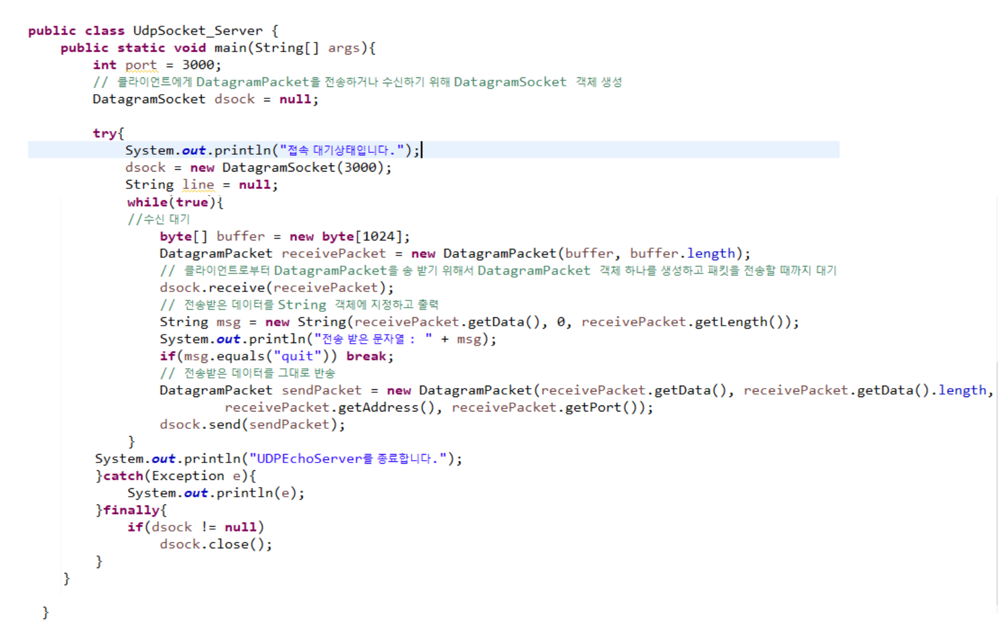 public class UdpSocket_Server {
public static void main(String[] args){
int port = 3000;
// 클라이언트에게 DatagramPacket을 전송하거나 수신하기 위해 DatagramSocket 객체 생성
DatagramSocket dsock = null;
try{
System.out.println("접속 대기상태입니다.");
dsock = new DatagramSocket(3000);
String line = null;
while(true){
//수신 대기
byte[] buffer = new byte[1024];
DatagramPacket receivePacket = new DatagramPacket(buffer, buffer.length);
// 클라이언트로부터 DatagramPacket을 송 받기 위해서 DatagramPacket 객체 하나를 생성하고 패킷을 전송할 때까지 대기
dsock.receive(receivePacket);
// 전송받은 데이터를 String 객체에 지정하고 출력
String msg = new String(receivePacket.getData(), 0, receivePacket.getLength());
System.out.println("전송 받은 문자열 : " + msg);
if(msg.equals("quit")) break;
// 전송받은 데이터를 그대로 반송
DatagramPacket sendPacket = new DatagramPacket(receivePacket.getData(), receivePacket.getData().length,
receivePacket.getAddress(), receivePacket.getPort());
dsock.send(sendPacket);
}
System.out.println("UDPEchoServer를 종료합니다.");
}catch(Exception e){
System.out.println(e);
}finally{
if(dsock != null)
dsock.close();
}
}
}